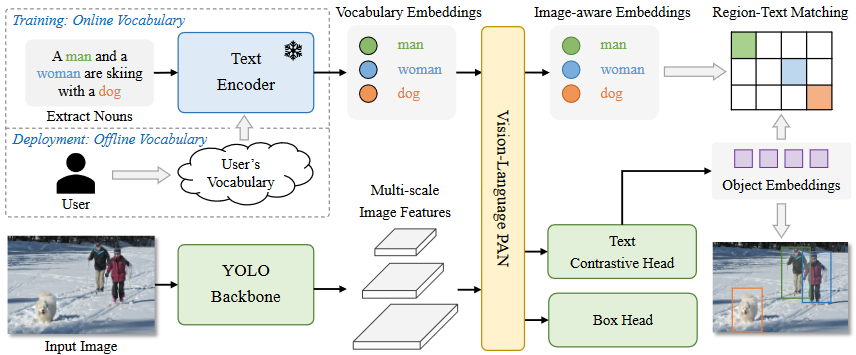 Training: Online Vocabulary
A man and a
woman are skiing
with a dog
Extract Nouns
Text
Encoder
Deployment: Offline Vocabulary
User
User's
Vocabulary
Vocabulary Embeddings
man
woman
dog
Image-aware Embeddings
man
woman
dog
Region-Text Matching
Vision-Language PAN
Object Embeddings
Multi-scale
Image Features
Text
Contrastive Head
Box Head
YOLO
Backbone
Input Image